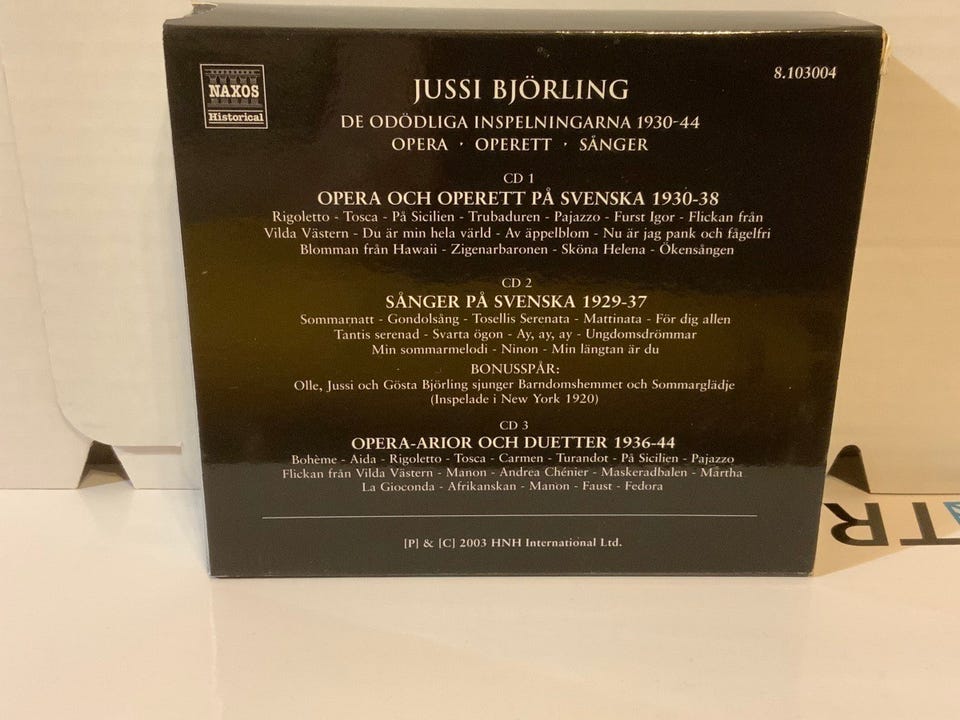 NAXOS
Historical
8.103004
JUSSI BJÖRLING
DE ODÖDLIGA INSPELNINGARNA 1930-44
OPERA · OPERETT · SÅNGER
CD 1
OPERA OCH OPERETT PÅ SVENSKA 1930-38
Rigoletto - Tosca - På Sicilien - Trubaduren - Pajazzo - Furst Igor - Flickan från
Vilda Västern - Du är min hela värld - Av äppelblom - Nu är jag pank och fågelfri
Blomman från Hawaii - Zigenarbaronen - Sköna Helena - Ökensången
CD 2
SÅNGER PÅ SVENSKA 1929-37
Sommarnatt - Gondolsång - Tosellis Serenata - Mattinata - För dig allen
Tantis serenad - Svarta ögon - Ay, ay, ay - Ungdomsdrömmar
Min sommarmelodi - Ninon - Min längtan är du
BONUSSPÅR:
Olle, Jussi och Gösta Björling sjunger Barndomshemmet och Sommarglädje
(Inspelade i New York 1920)
CD 3
OPERA-ARIOR OCH DUETTER 1936-44
Bohème - Aida - Rigoletto - Tosca - Carmen - Turandot - På Sicilien - Pajazzo
Flickan från Vilda Västern - Manon - Andrea Chénier - Maskeradbalen - Martha
La Gioconda - Afrikanskan - Manon - Faust - Fedora
[P] & [C] 2003 HNH International Ltd.
TR